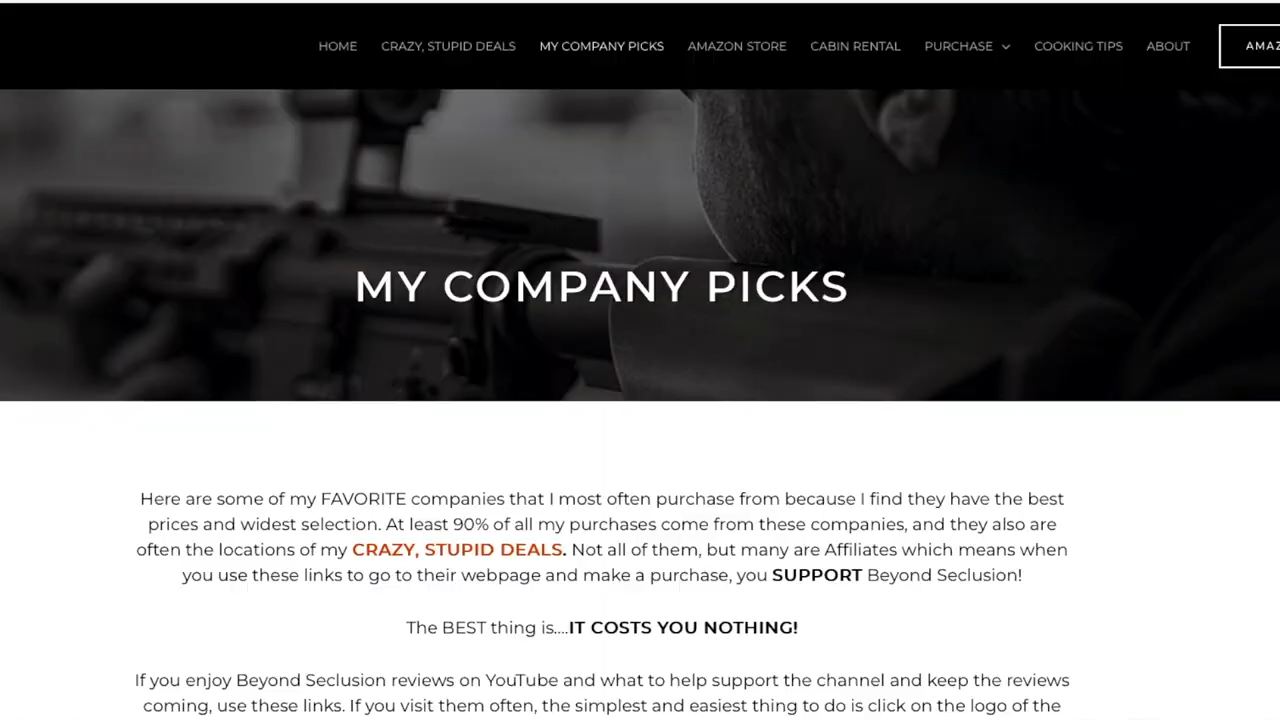 HOME CRAZY, STUPID DEALS MY COMPANY PICKS AMAZON STORE CABIN RENTAL PURCHASE COOKING TIPS ABOUT
MY COMPANY PICKS
Here are some of my FAVORITE companies that I most often purchase from because I find they have the best
prices and widest selection. At least 90% of all my purchases come from these companies, and they also are
often the locations of my CRAZY, STUPID DEALS. Not all of them, but many are Affiliates which means when
you use these links to go to their webpage and make a purchase, you SUPPORT Beyond Seclusion!
The BEST thing is....IT COSTS YOU NOTHING!
If you enjoy Beyond Seclusion reviews on YouTube and what to help support the channel and keep the reviews
coming, use these links. If you visit them often, the simplest and easiest thing to do is click on the logo of the